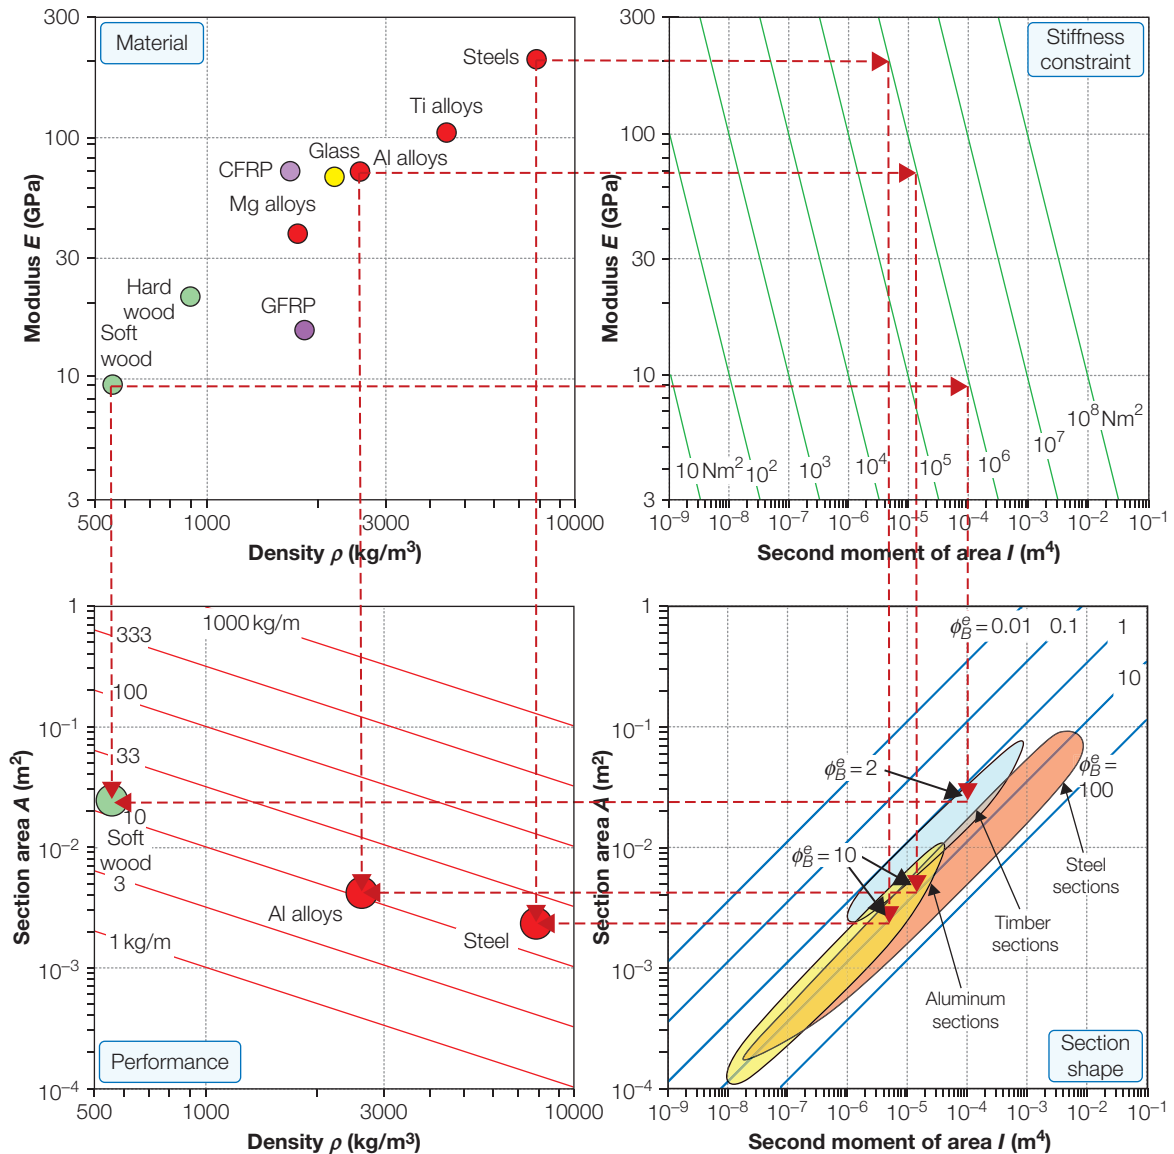 300
Material
Steels
Ti alloys
100
Glass
Al alloys
CFRP
Mg alloys
30
Hard
wood
GFRP
Soft
wood
10
3
Modulus E (GPa)
500
1000
3000
10000
Density ρ (kg/m³)
300
Stiffness
constraint
100
30
10
3
Modulus E (GPa)
10 Nm²
10²
10³
10⁴
10⁵
10⁶
10⁷
10⁸ Nm²
10⁻⁹
10⁻⁸
10⁻⁷
10⁻⁶
10⁻⁵
10⁻⁴
10⁻³
10⁻²
10⁻¹
Second moment of area I (m⁴)
1
1000 kg/m
333
100
10⁻¹
33
10
10⁻²
Soft
wood
3
Al alloys
Steel
1 kg/m
10⁻³
Performance
10⁻⁴
Section area A (m²)
500
1000
3000
10000
Density ρ (kg/m³)
1
ϕᵉ_B = 0.01
0.1
1
10
10⁻¹
ϕᵉ_B = 2
ϕᵉ_B =
100
10⁻²
ϕᵉ_B = 10
Steel
sections
Timber
sections
10⁻³
Aluminum
sections
Section
shape
10⁻⁴
Section area A (m²)
10⁻⁹
10⁻⁸
10⁻⁷
10⁻⁶
10⁻⁵
10⁻⁴
10⁻³
10⁻²
10⁻¹
Second moment of area I (m⁴)